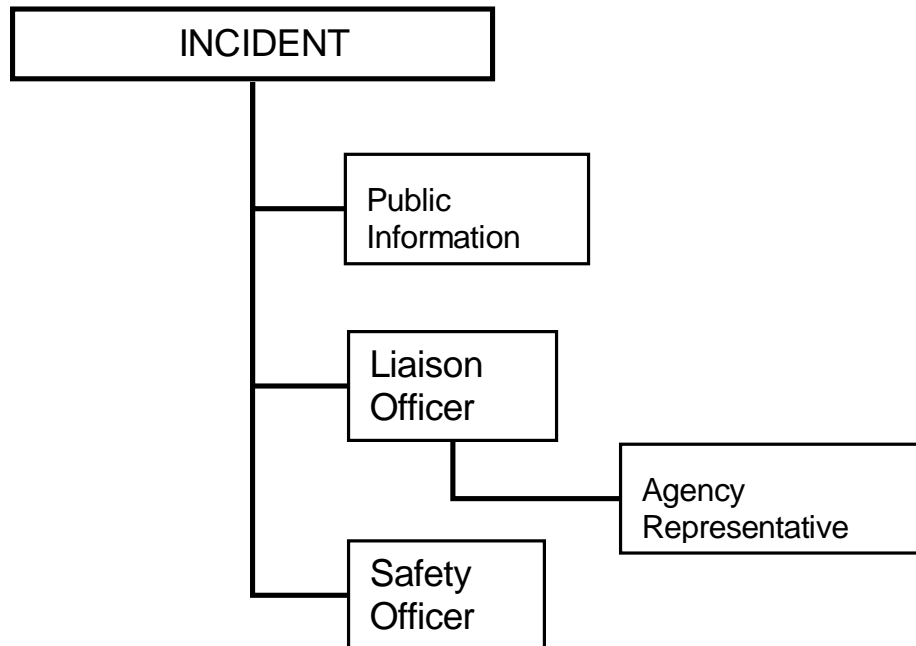 INCIDENT
Public
Information
Liaison
Officer
Agency
Representative
Safety
Officer